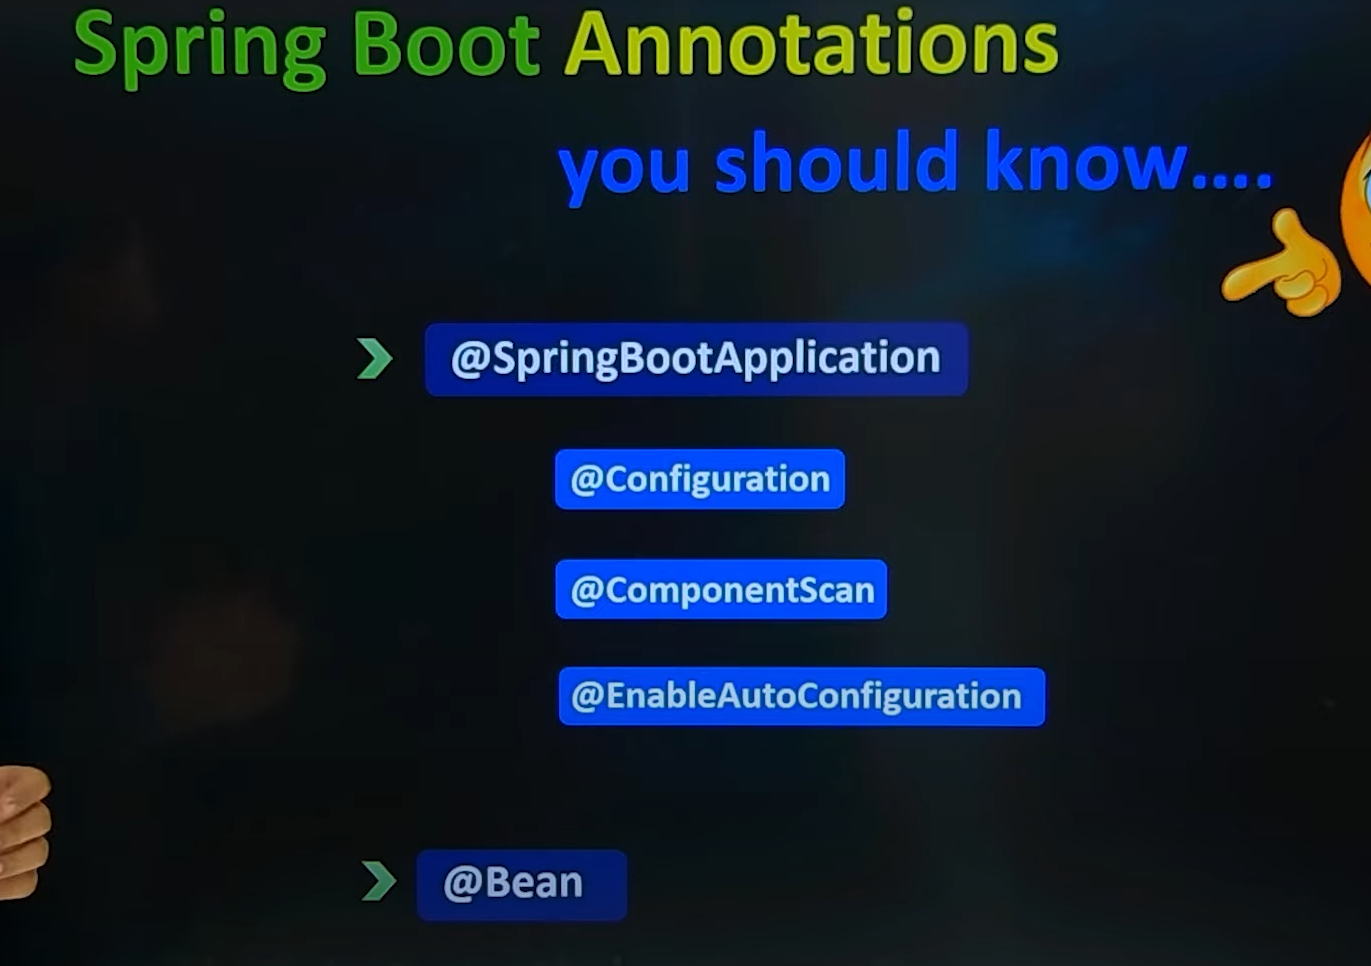 Spring Boot Annotations
you should know....
@SpringBootApplication
@Configuration
@ComponentScan
@EnableAutoConfiguration
@Bean